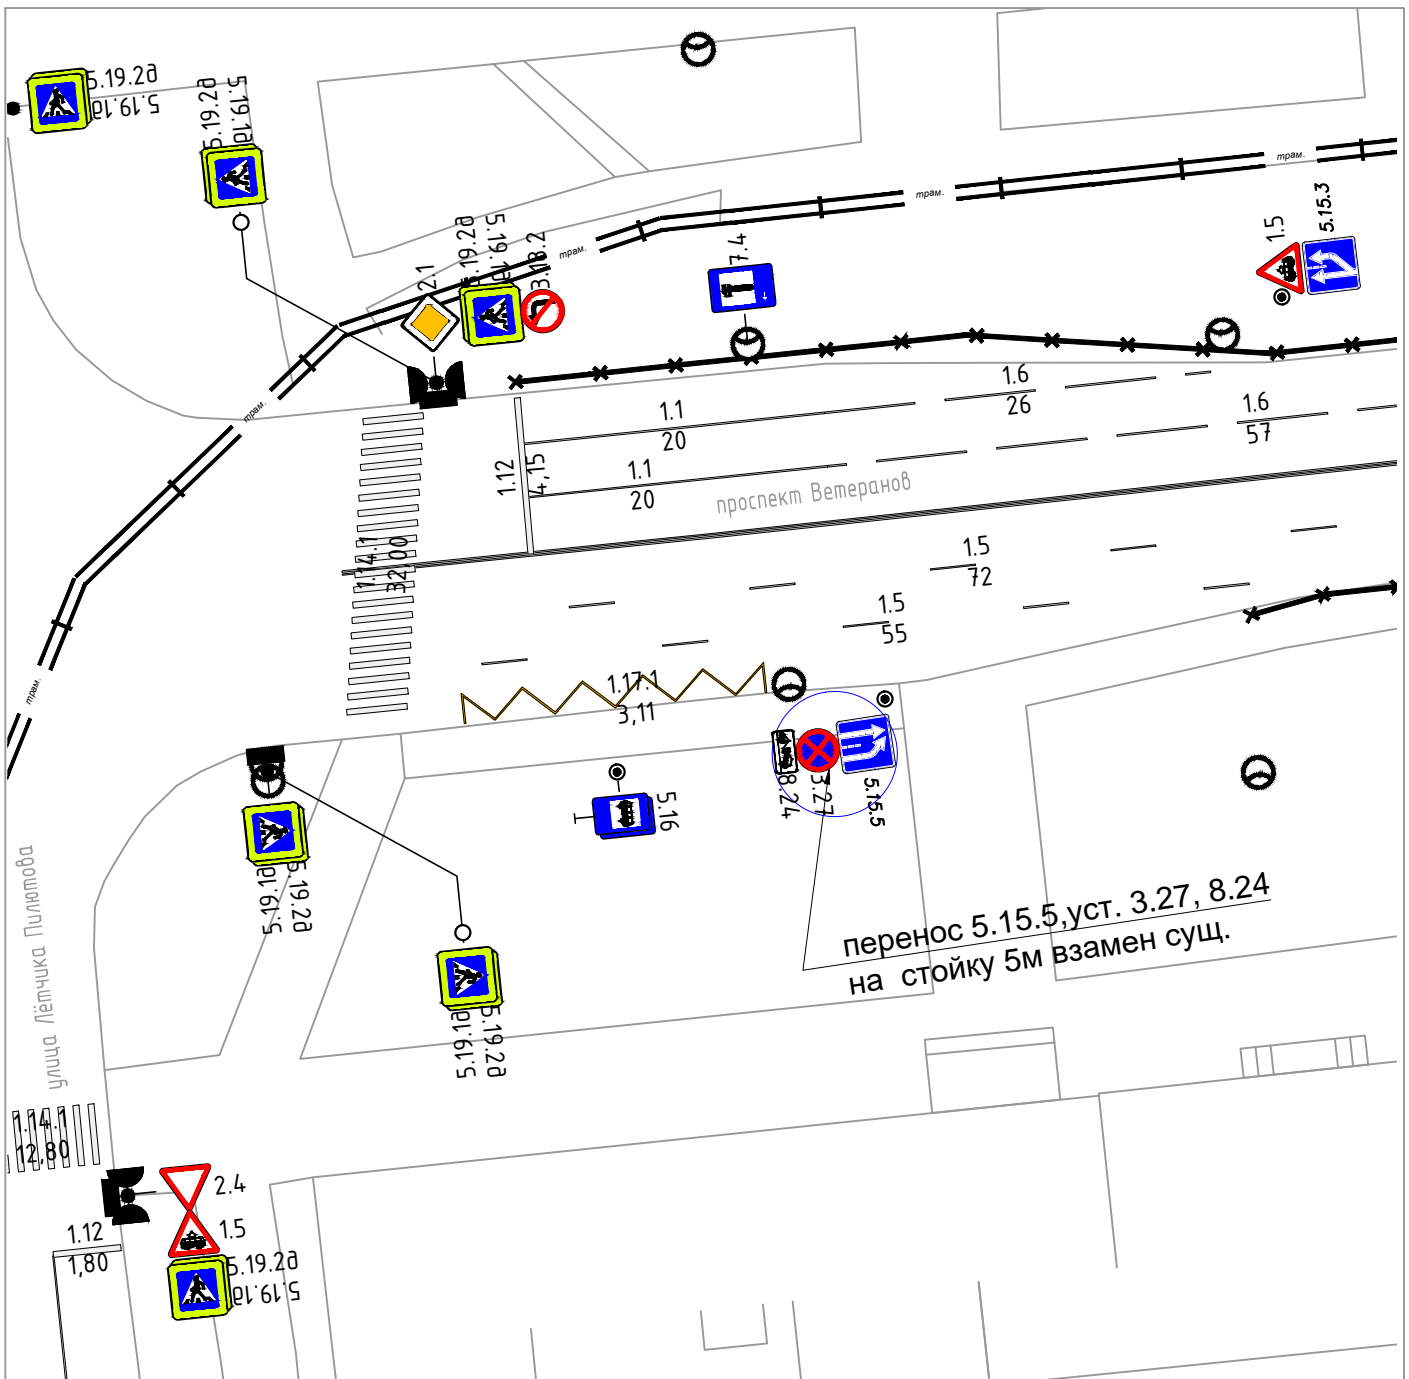 5.19.2д
5.19.1д
5.19.2д
5.19.1д
2.1
5.19.2д
5.19.1д
3.18.2
трам.
трам.
трам.
трам.
трам.
7.4
1.5
5.15.3
1.1
20
1.6
26
1.6
57
1.12
4,15
1.1
20
проспект Ветеранов
1.14.1
32,00
1.5
72
1.5
55
1.17.1
3,11
8.24
3.27
5.15.5
5.16
5.19.1д
5.19.2д
перенос 5.15.5,уст. 3.27, 8.24
на стойку 5м взамен сущ.
5.19.1д
5.19.2д
улица Лётчика Пилютова
1.14.1
12,80
2.4
1.5
1.12
1,80
5.19.2д
5.19.1д